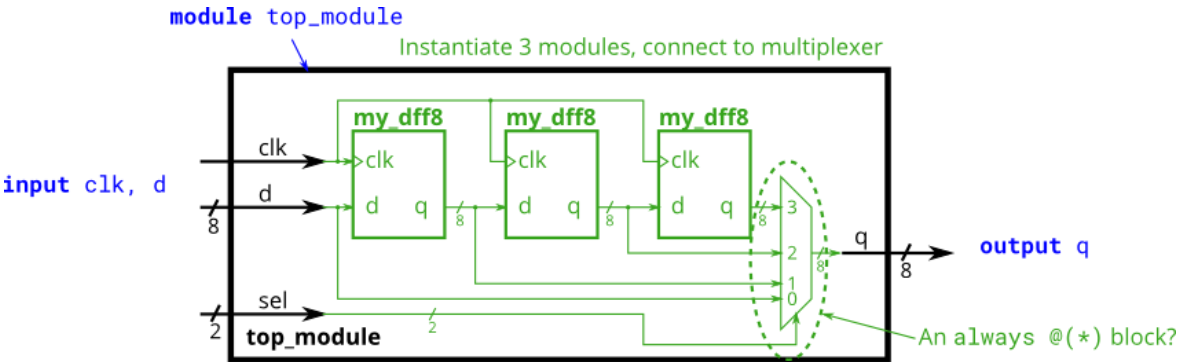 module top_module
Instantiate 3 modules, connect to multiplexer
my_dff8 my_dff8 my_dff8
clk clk clk clk
input clk, d
d d q d q d q 3
8 8 8 8
q output q
2 8 8
1
0
sel
2 2
top_module
An always @(*) block?